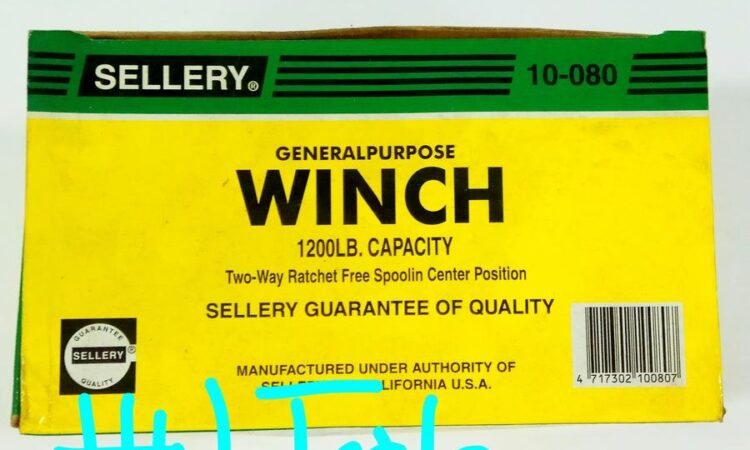 SELLERY®
10-080
GENERALPURPOSE
WINCH
1200LB. CAPACITY
Two-Way Ratchet Free Spoolin Center Position
SELLERY GUARANTEE OF QUALITY
GUARANTEE
SELLERY ®
QUALITY
MANUFACTURED UNDER AUTHORITY OF
CALIFORNIA U.S.A.
4 717302 100807